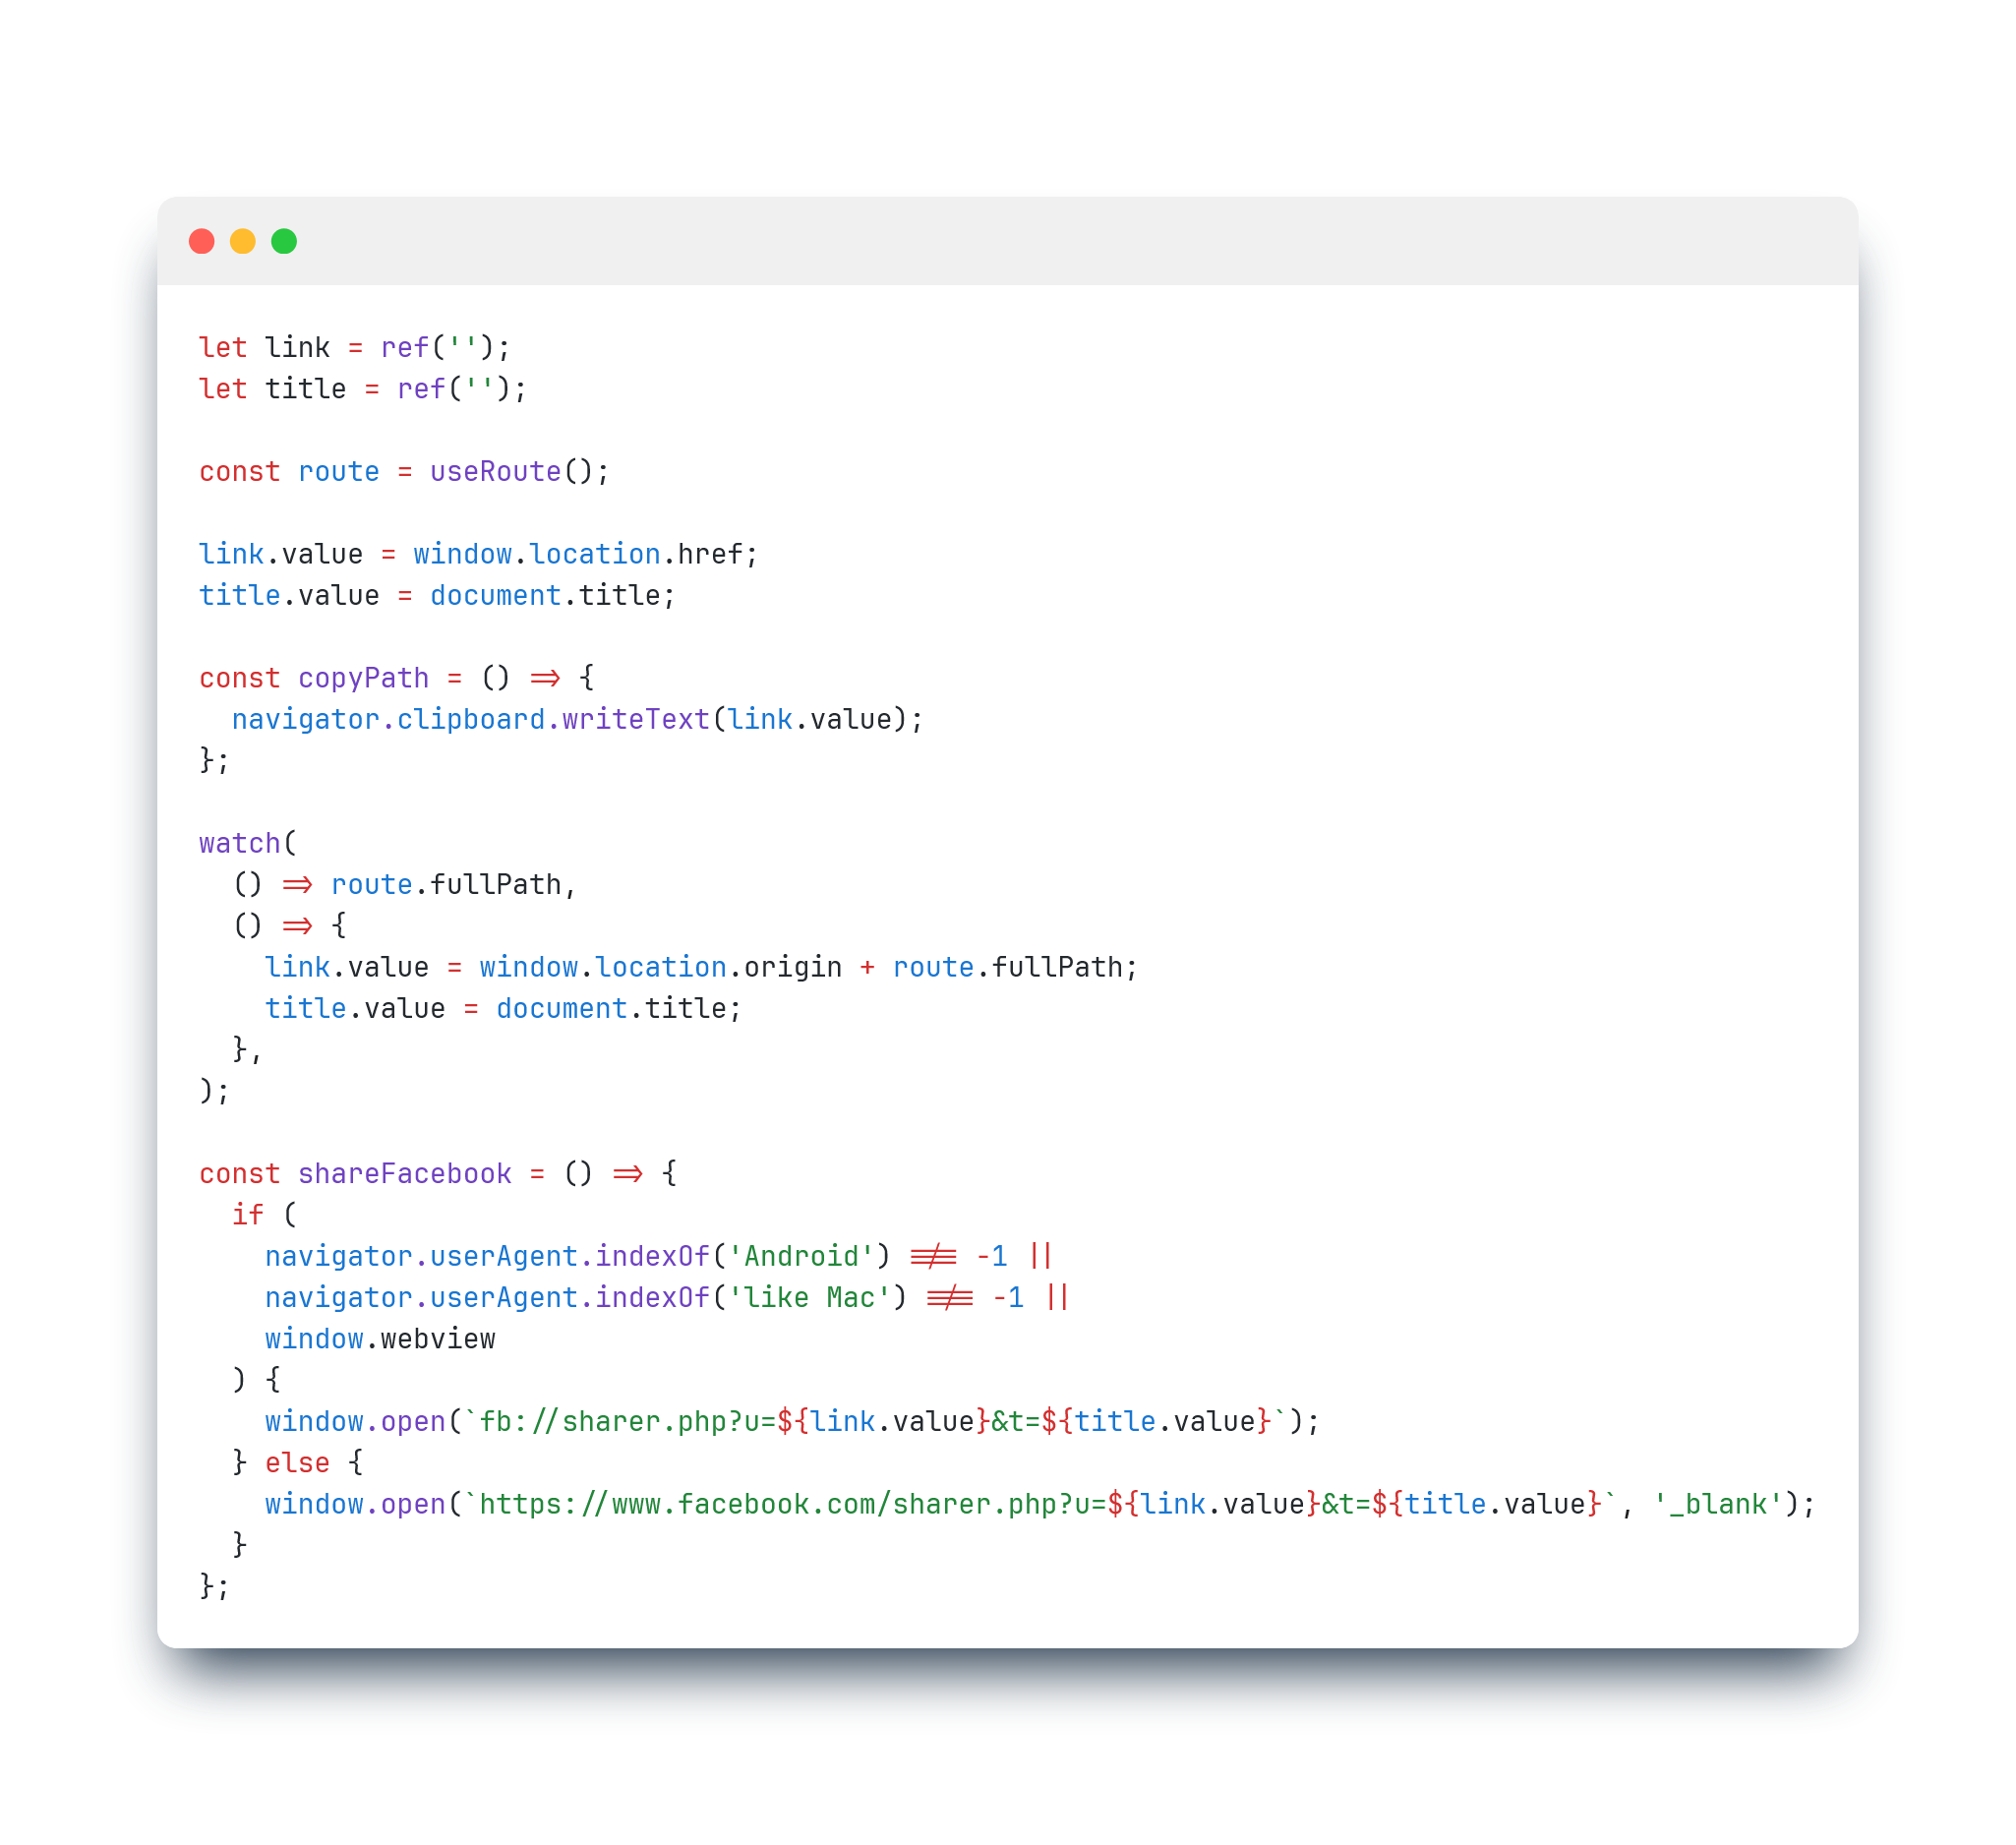 let link = ref('');
let title = ref('');

const route = useRoute();

link.value = window.location.href;
title.value = document.title;

const copyPath = () => {
  navigator.clipboard.writeText(link.value);
};

watch(
  () => route.fullPath,
  () => {
    link.value = window.location.origin + route.fullPath;
    title.value = document.title;
  },
);

const shareFacebook = () => {
  if (
    navigator.userAgent.indexOf('Android') !== -1 ||
    navigator.userAgent.indexOf('like Mac') !== -1 ||
    window.webview
  ) {
    window.open(`fb://sharer.php?u=${link.value}&t=${title.value}`);
  } else {
    window.open(`https://www.facebook.com/sharer.php?u=${link.value}&t=${title.value}`, '_blank');
  }
};